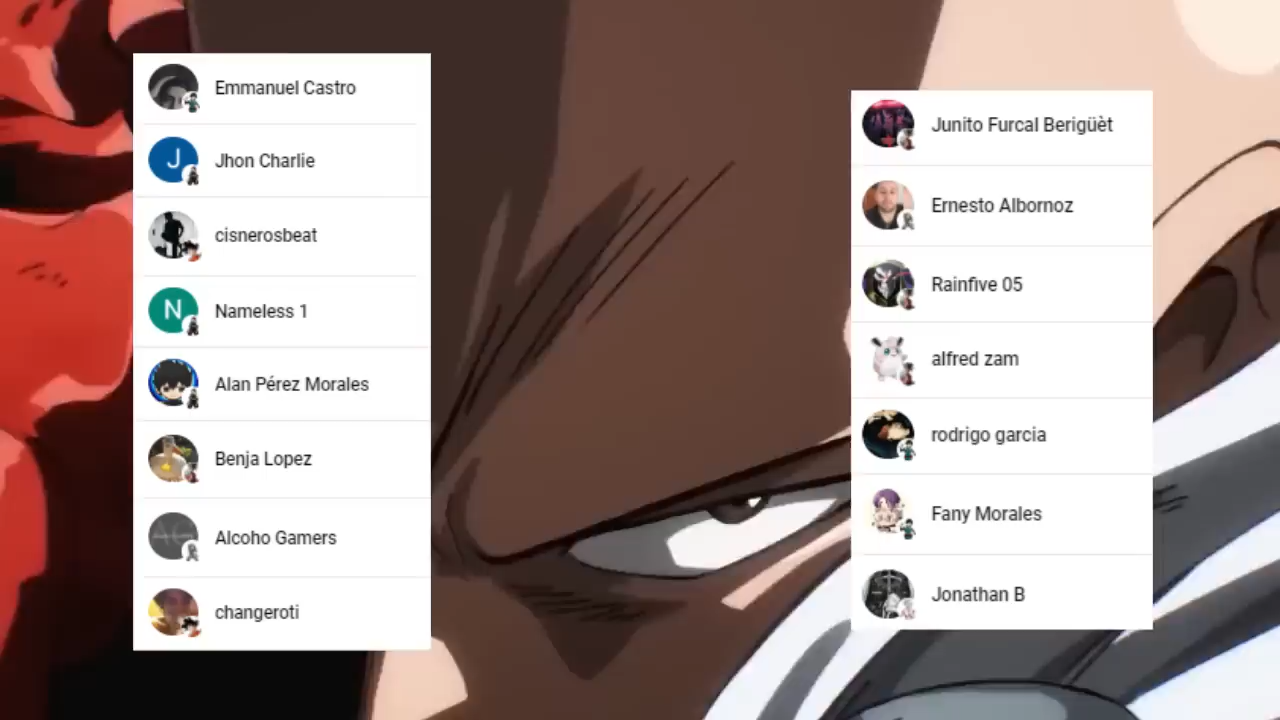 Emmanuel Castro
J
Jhon Charlie
cisnerosbeat
N
Nameless 1
Alan Pérez Morales
Benja Lopez
Alcoho Gamers
changeroti
Junito Furcal Berigüèt
Ernesto Albornoz
Rainfive 05
alfred zam
rodrigo garcia
Fany Morales
Jonathan B